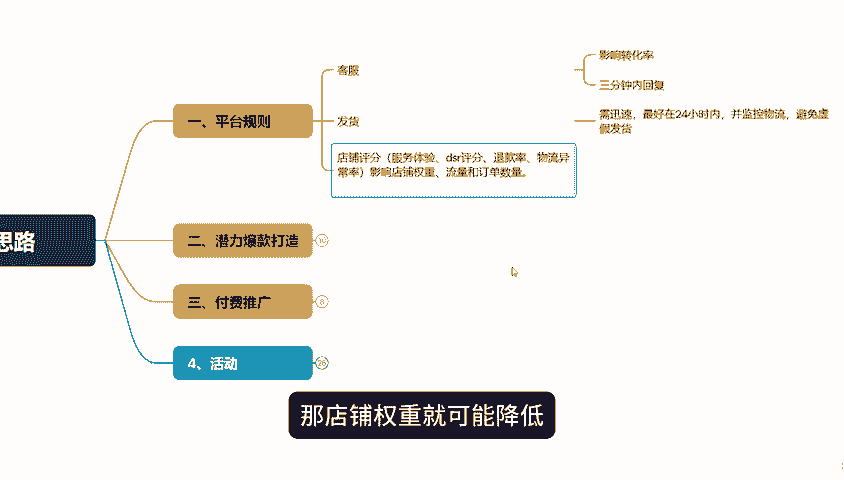 影响转化率
客服
三分钟内回复
一、平台规则
发货
需迅速，最好在24小时内，并监控物流，避免虚
假发货
店铺评分（服务体验、dsr评分、退款率、物流异
常率）影响店铺权重、流量和订单数量。
思路
二、潜力爆款打造
三、付费推广
8
4、活动
26
那店铺权重就可能降低